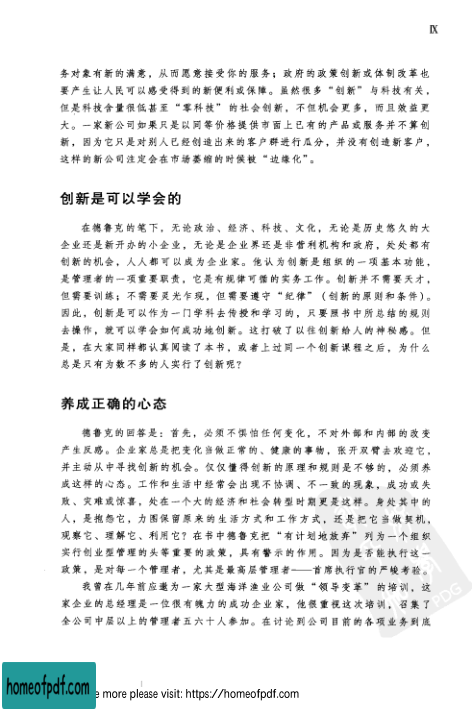 IX
务对象有新的满意，从而愿意接受你的服务；政府的政策创新或体制改革也
要产生让人民可以感受得到的新便利或保障。虽然很多“创新”与科技有关，
但是科技含量很低甚至“零科技”的社会创新，不但机会更多，而且效益更
大。一家新公司如果只是以同等价格提供市面上已有的产品或服务并不算创
新，因为它只是对别人已经创造出来的客户群进行瓜分，并没有创造新客户，
这样的新公司注定会在市场萎缩的时候被“边缘化”。
创新是可以学会的
在德鲁克的笔下，无论政治、经济、科技、文化，无论是历史悠久的大
企业还是新开办的小企业，无论是企业界还是非营利机构和政府，处处都有
创新的机会，人人都可以成为企业家。他认为创新是组织的一项基本功能，
是管理者的一项重要职责，它是有规律可循的实务工作。创新并不需要天才，
但需要训练；不需要灵光乍现，但需要遵守“纪律”（创新的原则和条件）。
因此，创新是可以作为一门学科去传授和学习的，只要照书中所总结的规则
去操作，就可以学会如何成功地创新。这打破了以往创新给人的神秘感。但
是，在大家同样都认真阅读了本书，或者上过同一个创新课程之后，为什么
总是只有为数不多的人实行了创新呢？
养成正确的心态
德鲁克的回答是：首先，必须不惧怕任何变化，不对外部和内部的改变
产生反感。企业家总是把变化当做正常的、健康的事物，张开双臂去欢迎它，
并主动从中寻找创新的机会。仅仅懂得创新的原理和规则是不够的，必须养
成这样的心态。工作和生活中经常会出现不协调、不一致的现象，成功或失
败、灾难或惊喜，处在一个大的经济和社会转型时期更是这样。身处其中的
人，是抱怨它，力图保留原来的生活方式和工作方式，还是把它当做契机，
观察它、理解它、利用它？在书中德鲁克把“有计划地放弃”列为一个组织
实行创业型管理的头等重要的政策，具有警示的作用。因为是否能执行这一
政策，是对每一个管理者，尤其是最高层管理者——首席执行官的严峻考验。
我曾在几年前应邀为一家大型海洋渔业公司做“领导变革”的培训，这
家企业的总经理是一位很有魄力的成功企业家，他很重视这次培训，召集了
全公司中层以上的管理者五六十人参加。在讨论到公司目前的各项业务到底
homeofpdf.com
e more please visit: https://homeofpdf.com